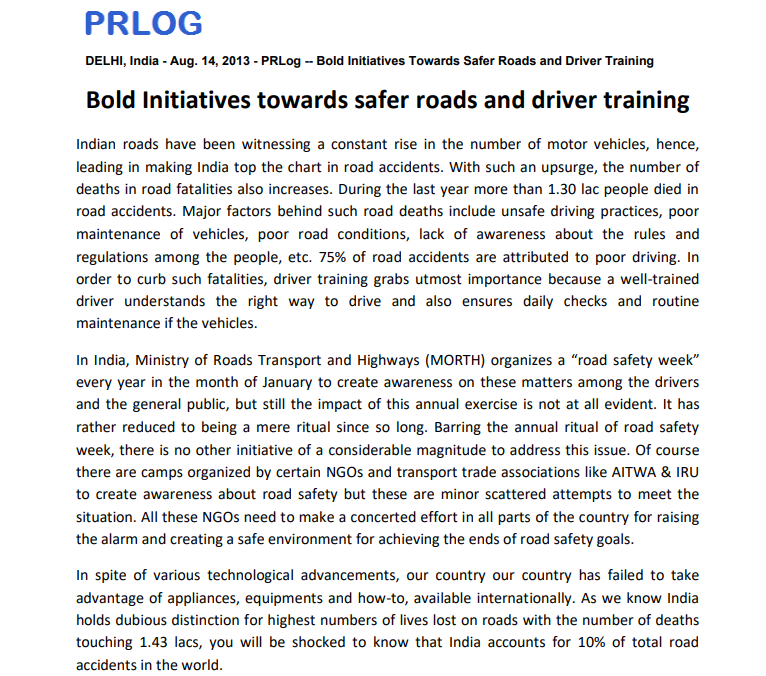 PRLOG
DELHI, India - Aug. 14, 2013 - PRLog -- Bold Initiatives Towards Safer Roads and Driver Training
Bold Initiatives towards safer roads and driver training
Indian roads have been witnessing a constant rise in the number of motor vehicles, hence,
leading in making India top the chart in road accidents. With such an upsurge, the number of
deaths in road fatalities also increases. During the last year more than 1.30 lac people died in
road accidents. Major factors behind such road deaths include unsafe driving practices, poor
maintenance of vehicles, poor road conditions, lack of awareness about the rules and
regulations among the people, etc. 75% of road accidents are attributed to poor driving. In
order to curb such fatalities, driver training grabs utmost importance because a well-trained
driver understands the right way to drive and also ensures daily checks and routine
maintenance if the vehicles.
In India, Ministry of Roads Transport and Highways (MORTH) organizes a “road safety week”
every year in the month of January to create awareness on these matters among the drivers
and the general public, but still the impact of this annual exercise is not at all evident. It has
rather reduced to being a mere ritual since so long. Barring the annual ritual of road safety
week, there is no other initiative of a considerable magnitude to address this issue. Of course
there are camps organized by certain NGOs and transport trade associations like AITWA & IRU
to create awareness about road safety but these are minor scattered attempts to meet the
situation. All these NGOs need to make a concerted effort in all parts of the country for raising
the alarm and creating a safe environment for achieving the ends of road safety goals.
In spite of various technological advancements, our country our country has failed to take
advantage of appliances, equipments and how-to, available internationally. As we know India
holds dubious distinction for highest numbers of lives lost on roads with the number of deaths
touching 1.43 lacs, you will be shocked to know that India accounts for 10% of total road
accidents in the world.